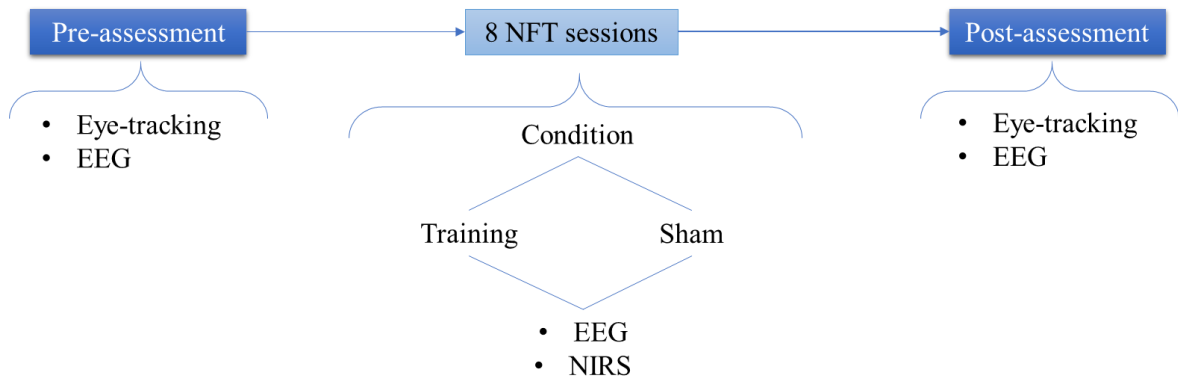 Pre-assessment
8 NFT sessions
Post-assessment
• Eye-tracking
• EEG
Condition
Training
Sham
• EEG
• NIRS
• Eye-tracking
• EEG